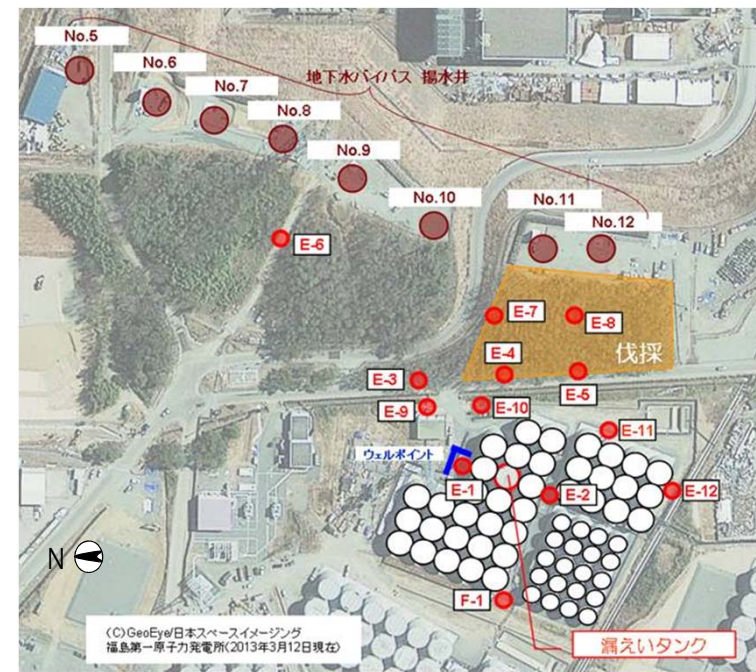 No.5
No.6
No.7
地下水バイパス 揚水井
No.8
No.9
No.10
No.11
No.12
E-6
E-7
E-8
伐採
E-4
E-3
E-5
E-9
E-10
E-11
ウェルポイント
E-1
E-2
E-12
N
F-1
(C)GeoEye/日本スペースイメージング
福島第一原子力発電所(2013年3月12日現在)
漏えいタンク